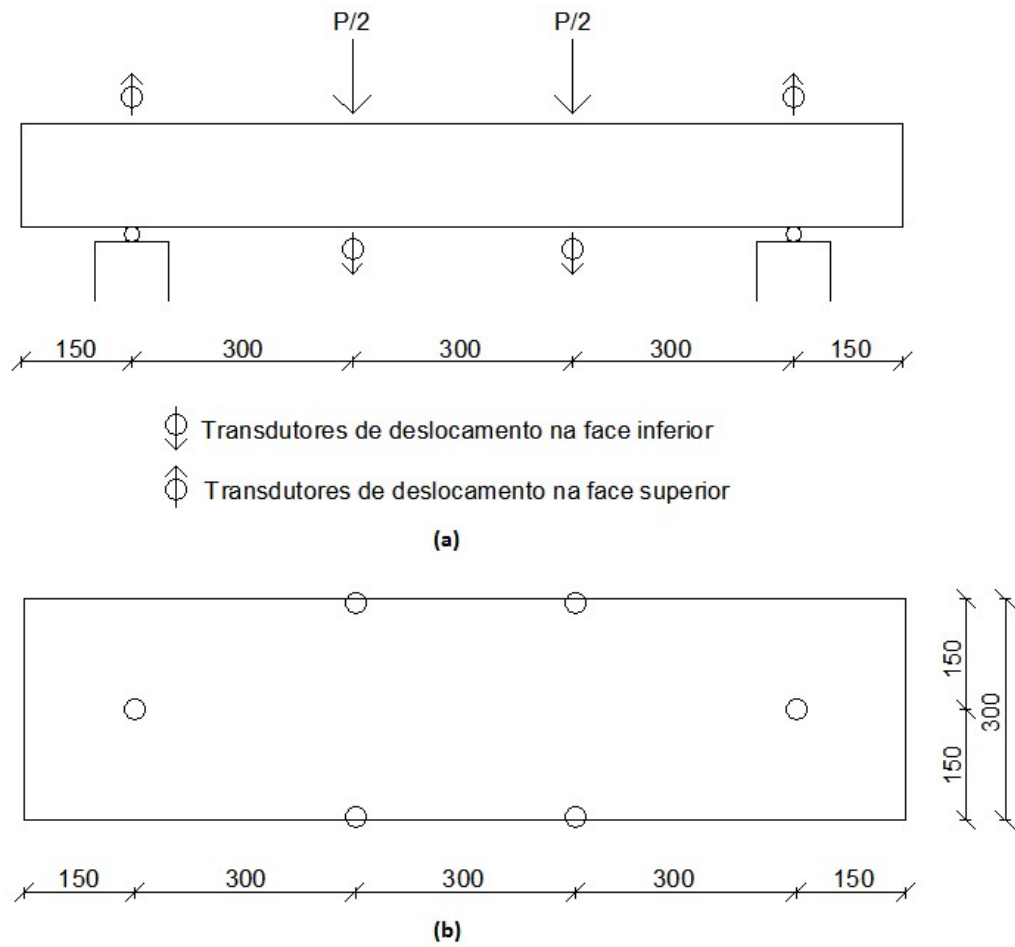 P/2 P/2
150 300 300 300 150
Transdutores de deslocamento na face inferior
Transdutores de deslocamento na face superior
(a)
150
150
300
150 300 300 300 150
(b)